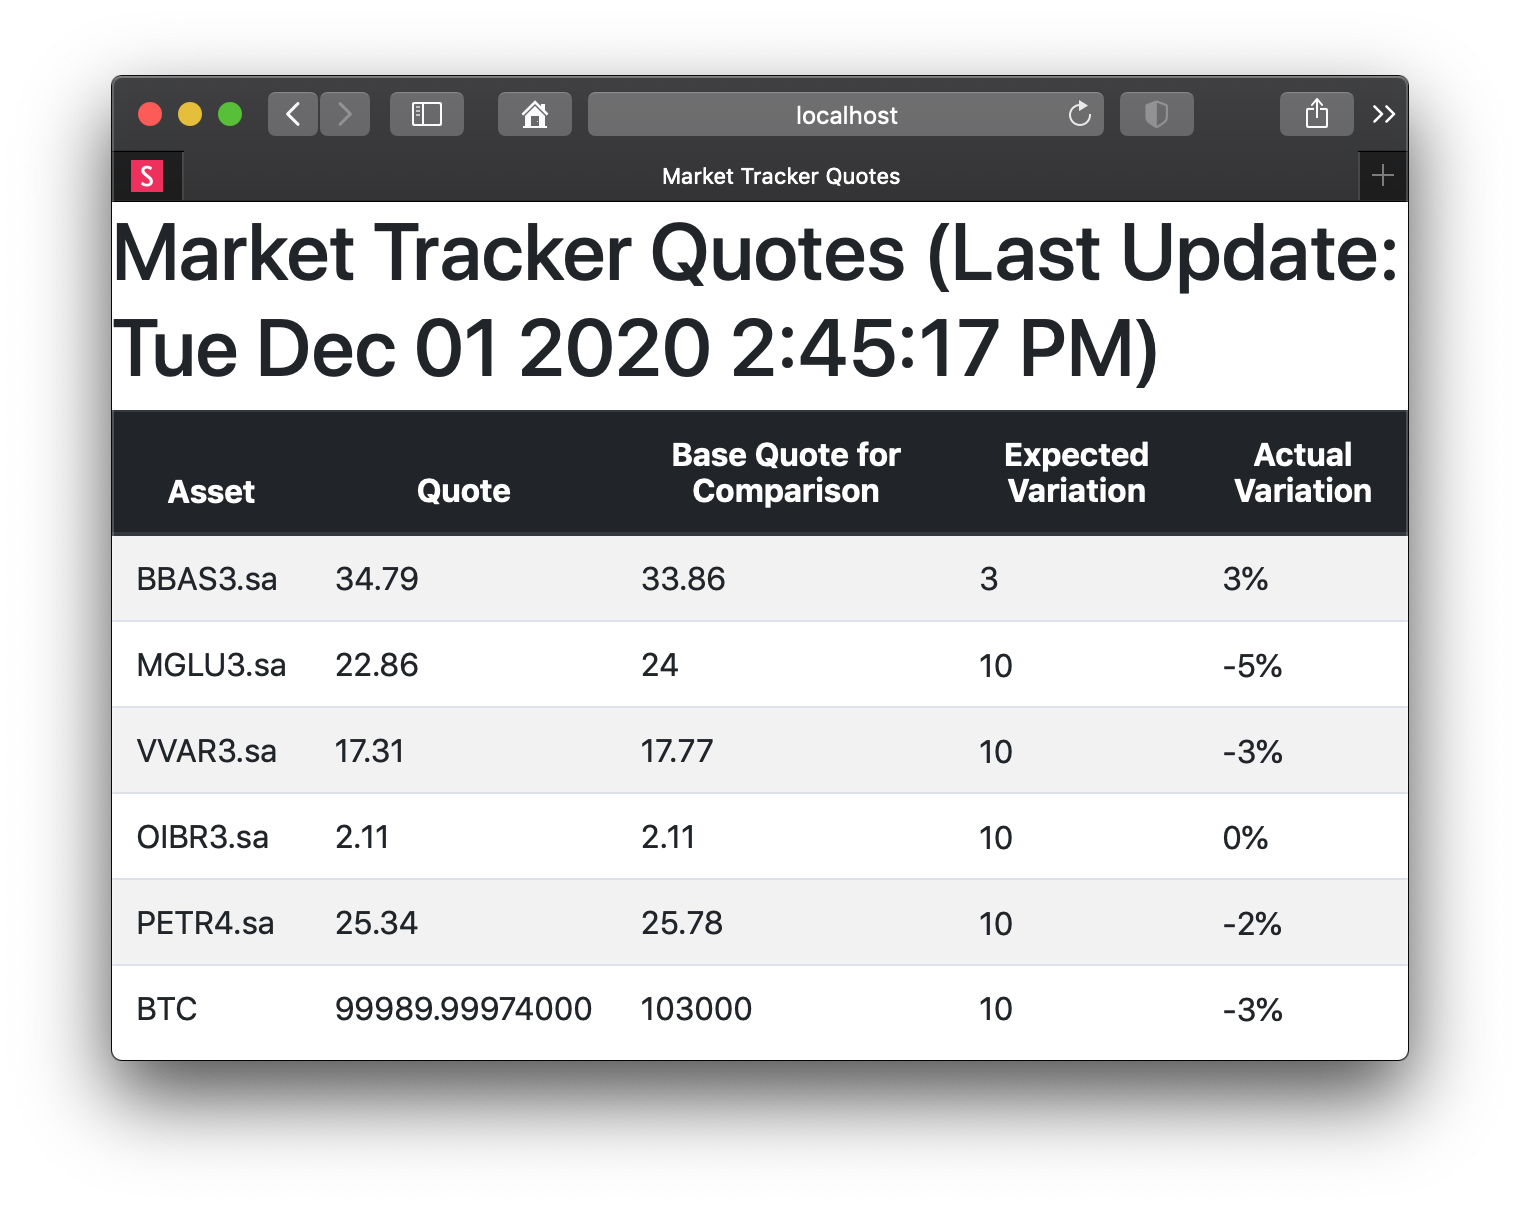 localhost
S
Market Tracker Quotes
Market Tracker Quotes (Last Update:
Tue Dec 01 2020 2:45:17 PM)
Asset Quote Base Quote for Comparison Expected Variation Actual Variation
BBAS3.sa 34.79 33.86 3 3%
MGLU3.sa 22.86 24 10 -5%
VVAR3.sa 17.31 17.77 10 -3%
OIBR3.sa 2.11 2.11 10 0%
PETR4.sa 25.34 25.78 10 -2%
BTC 99989.99974000 103000 10 -3%